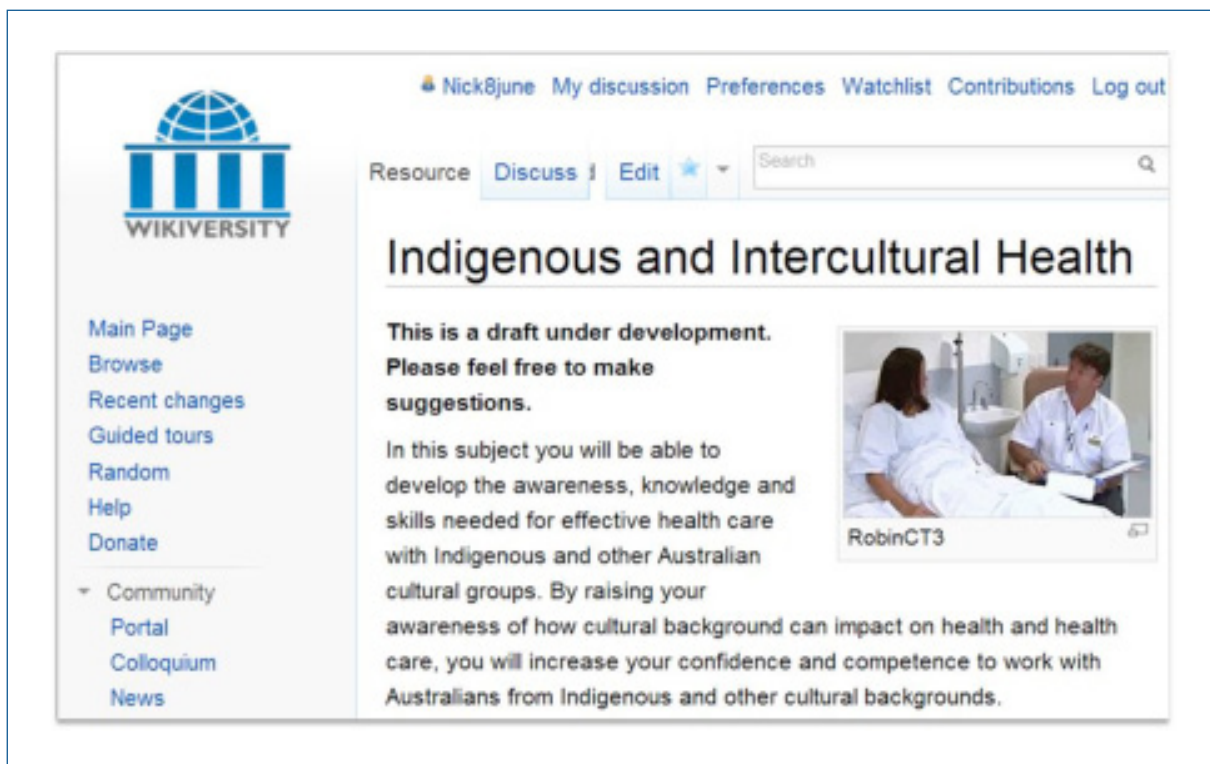 Nick8june My discussion Preferences Watchlist Contributions Log out
Resource Discuss Edit Search
WIKIVERSITY
Indigenous and Intercultural Health
Main Page
Browse
Recent changes
Guided tours
Random
Help
Donate
Community
Portal
Colloquium
News
This is a draft under development.
Please feel free to make
suggestions.
In this subject you will be able to
develop the awareness, knowledge and
skills needed for effective health care
with Indigenous and other Australian
cultural groups. By raising your
awareness of how cultural background can impact on health and health
care, you will increase your confidence and competence to work with
Australians from Indigenous and other cultural backgrounds.
RobinCT3